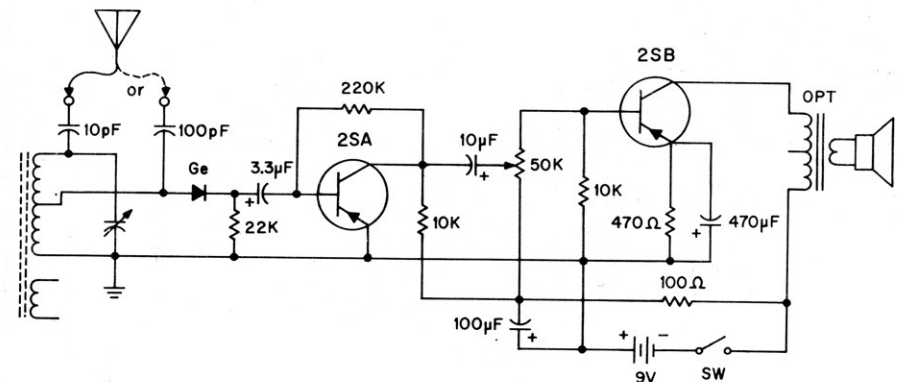 2SB
or
220K
OPT
10pF
100pF
2SA
10µF
+
50K
Ge
3.3µF
+
22K
10K
10K
470Ω
470µF
+
100Ω
100µF
+
+
−
9V
SW